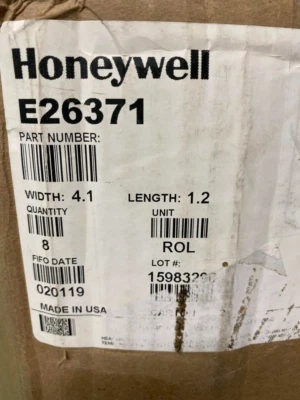 Honeywell
E26371
PART NUMBER:
WIDTH: 4.1 LENGTH: 1.2
QUANTITY UNIT
8 ROL
FIFO DATE LOT #:
020119
MADE IN USA